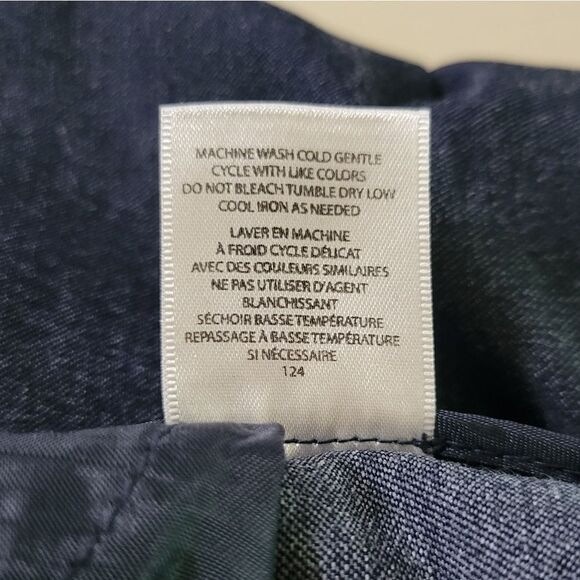 MACHINE WASH COLD GENTLE
CYCLE WITH LIKE COLORS
DO NOT BLEACH TUMBLE DRY LOW
COOL IRON AS NEEDED
LAVER EN MACHINE
À FROID CYCLE DÉLICAT
AVEC DES COULEURS SIMILAIRES
NE PAS UTILISER D'AGENT
BLANCHISSANT
SÉCHOIR BASSE TEMPÉRATURE
REPASSAGE À BASSE TEMPÉRATURE
SI NÉCESSAIRE
124